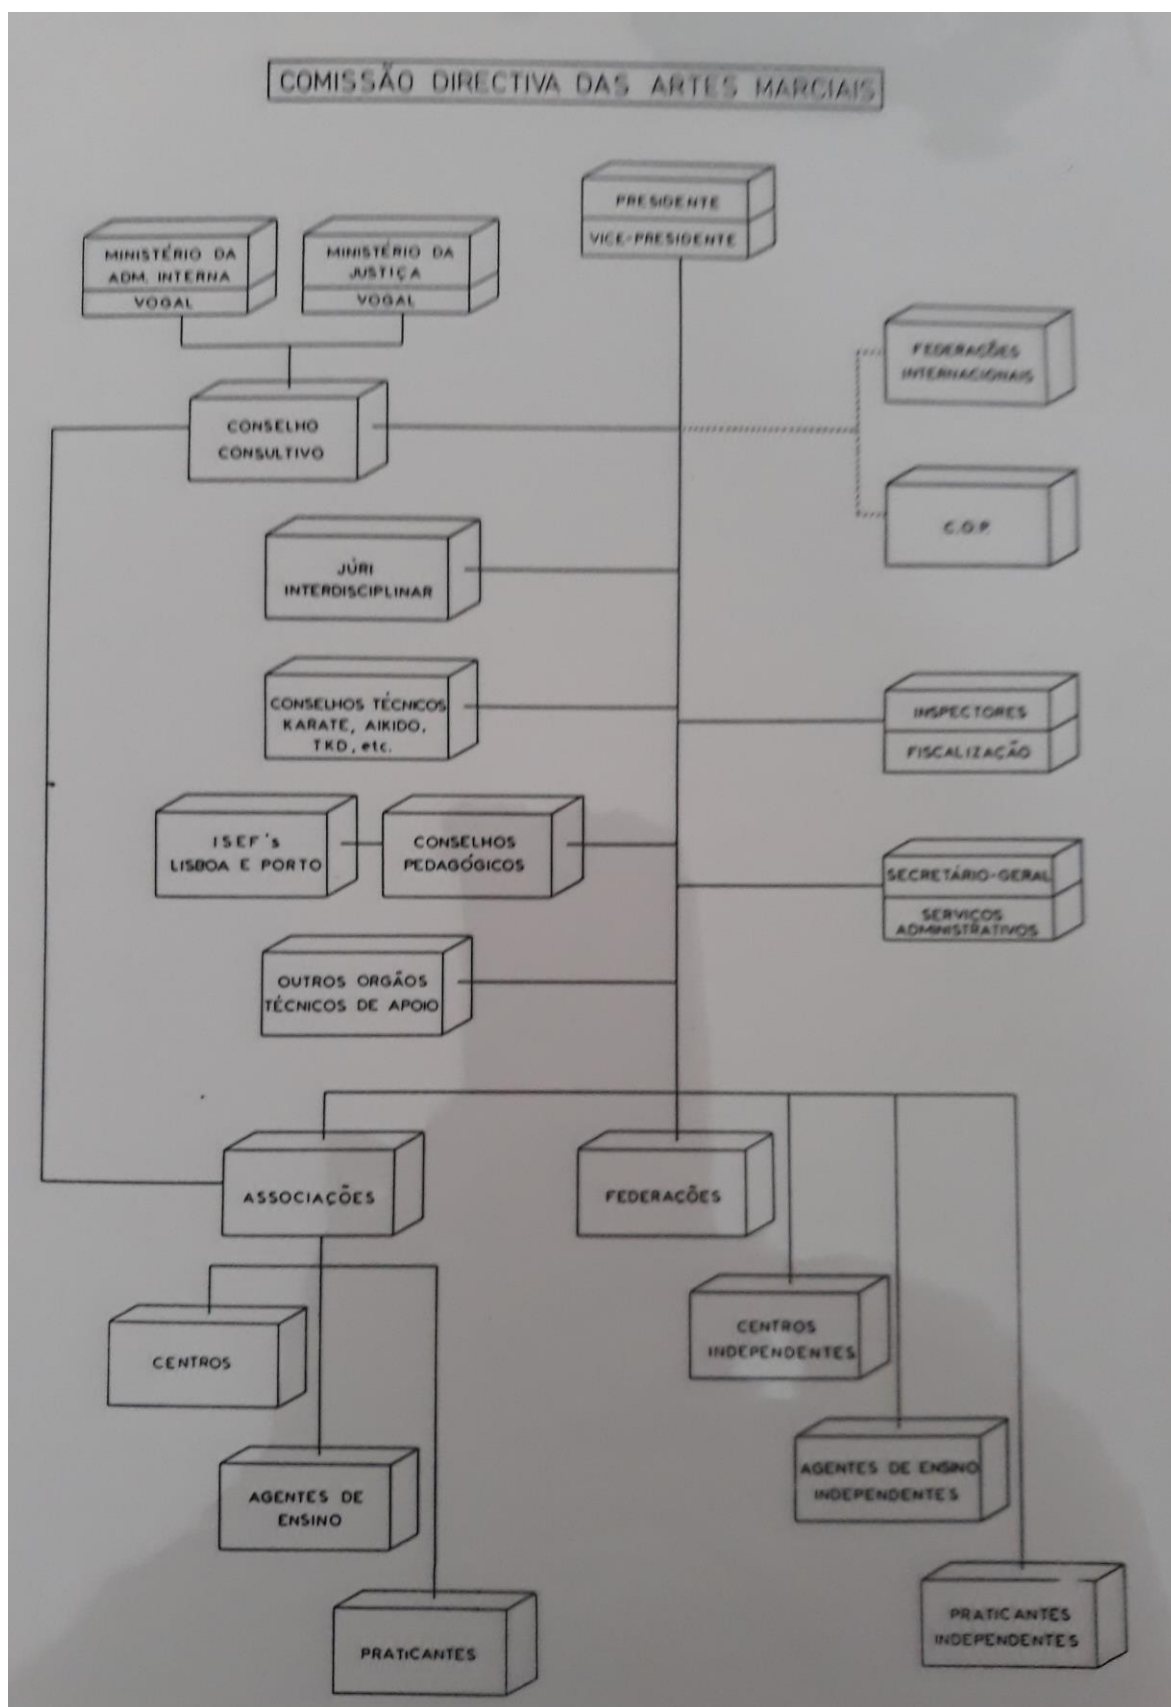 COMISSÃO DIRECTIVA DAS ARTES MARCIAIS
PRESIDENTE
VICE-PRESIDENTE
MINISTÉRIO DA
ADM. INTERNA
VOGAL
MINISTÉRIO DA
JUSTIÇA
VOGAL
FEDERAÇÕES
INTERNACIONAIS
CONSELHO
CONSULTIVO
C.O.P.
JÚRI
INTERDISCIPLINAR
CONSELHOS TÉCNICOS
KARATE, AIKIDO,
TKD, etc.
INSPECTORES
FISCALIZAÇÃO
ISEF's
LISBOA E PORTO
CONSELHOS
PEDAGÓGICOS
SECRETÁRIO-GERAL
SERVIÇOS
ADMINISTRATIVOS
OUTROS ORGÃOS
TÉCNICOS DE APOIO
ASSOCIAÇÕES
FEDERAÇÕES
CENTROS
CENTROS
INDEPENDENTES
AGENTES DE
ENSINO
AGENTES DE ENSINO
INDEPENDENTES
PRATICANTES
PRATICANTES
INDEPENDENTES